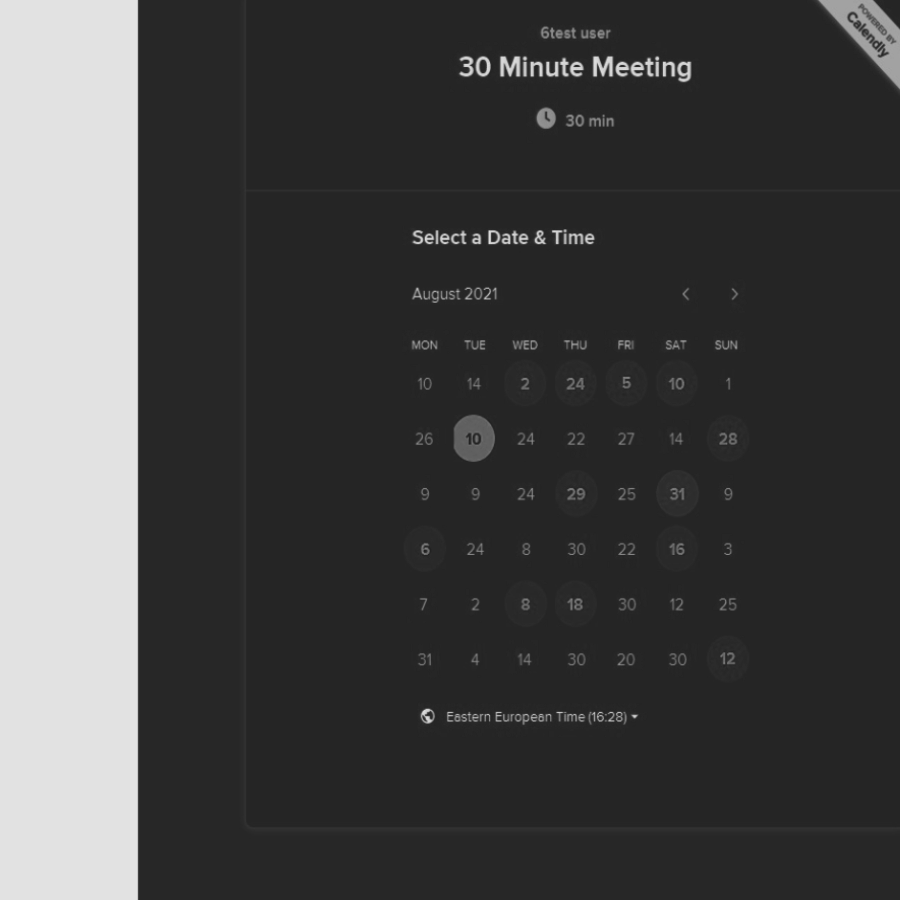 POWERED BY
Calendly
6test user
30 Minute Meeting
30 min
Select a Date & Time
August 2021
MON TUE WED THU FRI SAT SUN
10 14 2 24 5 10 1
26 10 24 22 27 14 28
9 9 24 29 25 31 9
6 24 8 30 22 16 3
7 2 8 18 30 12 25
31 4 14 30 20 30 12
Eastern European Time (16:28)